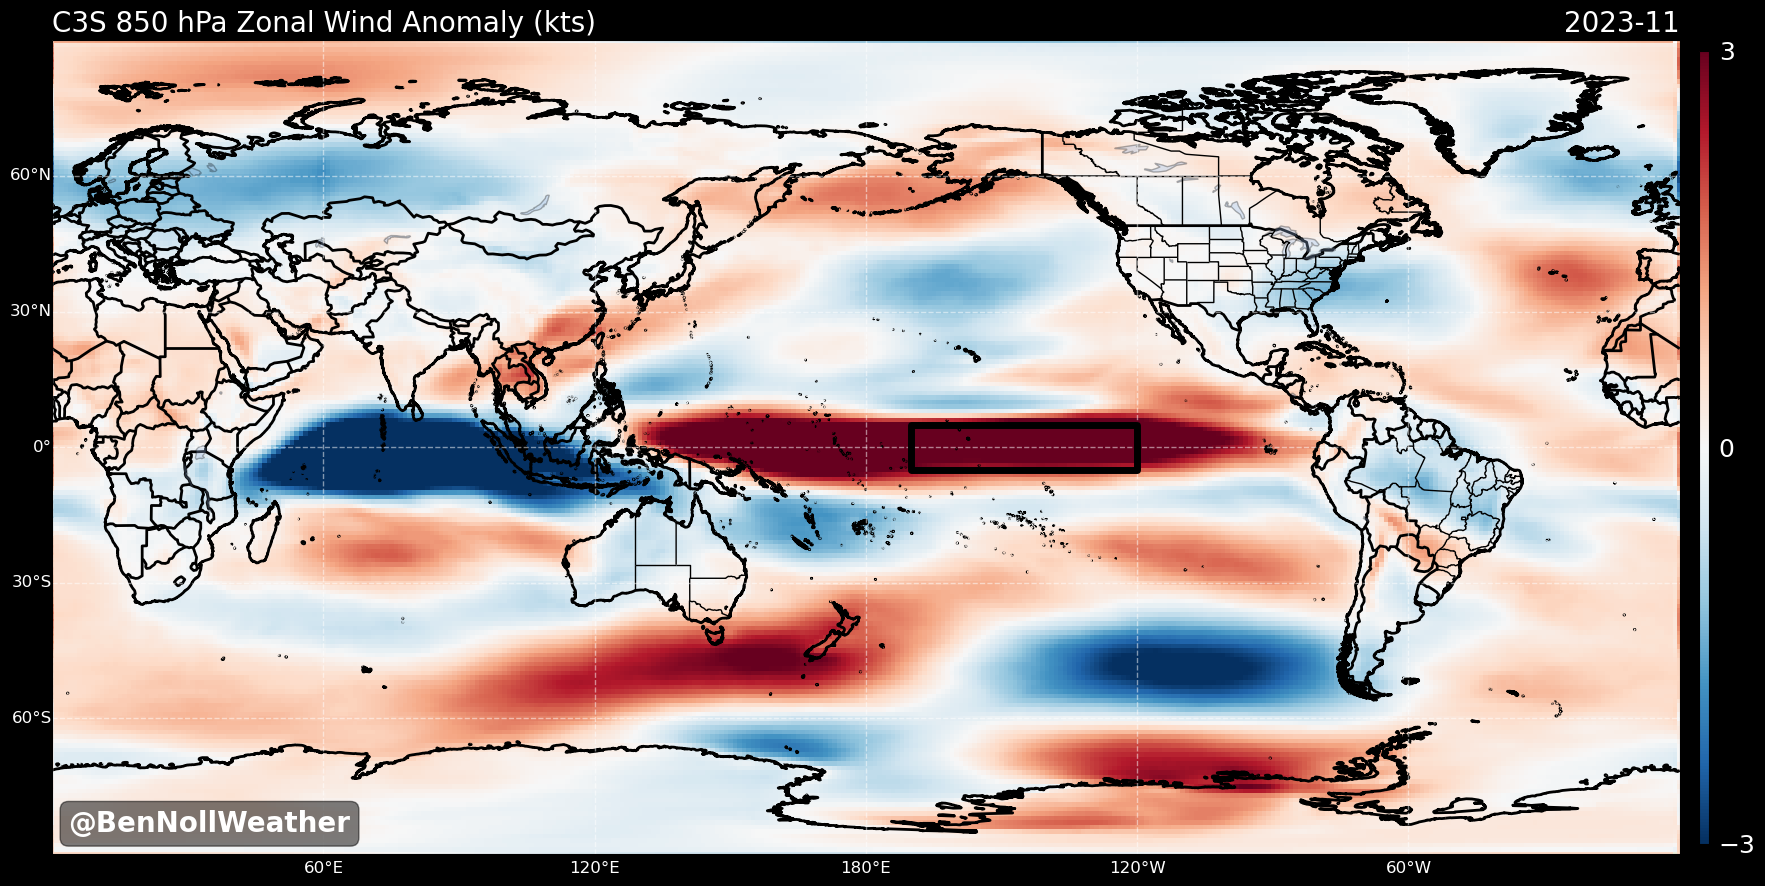 C3S 850 hPa Zonal Wind Anomaly (kts)
2023-11
3
0
−3
60°N
30°N
0°
30°S
60°S
60°E
120°E
180°E
120°W
60°W
@BenNollWeather